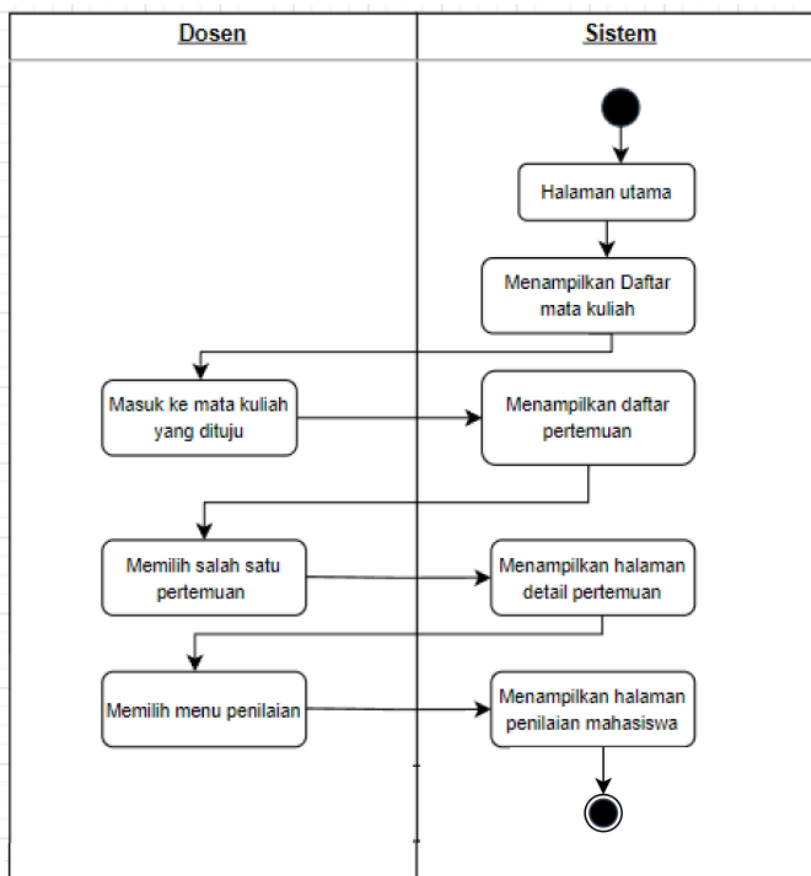 Dosen
Sistem
Halaman utama
Menampilkan Daftar
mata kuliah
Masuk ke mata kuliah
yang dituju
Menampilkan daftar
pertemuan
Memilih salah satu
pertemuan
Menampilkan halaman
detail pertemuan
Memilih menu penilaian
Menampilkan halaman
penilaian mahasiswa